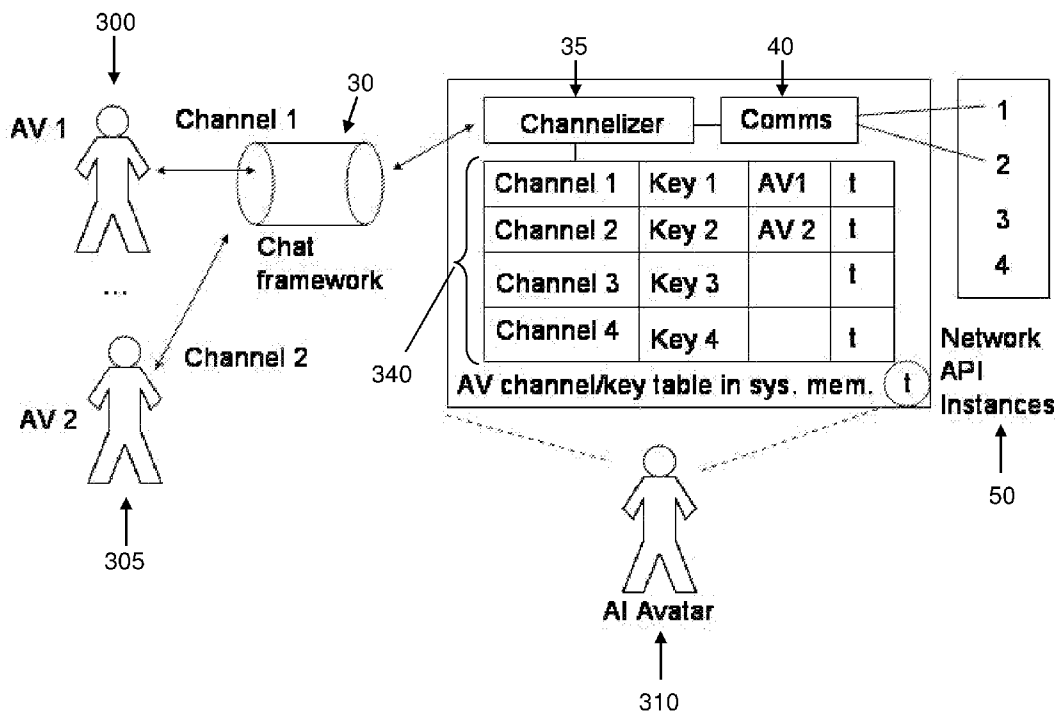 300
35
40
30
AV 1
Channel 1
Channelizer
Comms
1
2
3
4
Channel 1 Key 1 AV1 t
Channel 2 Key 2 AV 2 t
Channel 3 Key 3 t
Channel 4 Key 4 t
Chat
framework
...
Channel 2
340
AV channel/key table in sys. mem. t
Network
API
Instances
AV 2
50
305
AI Avatar
310